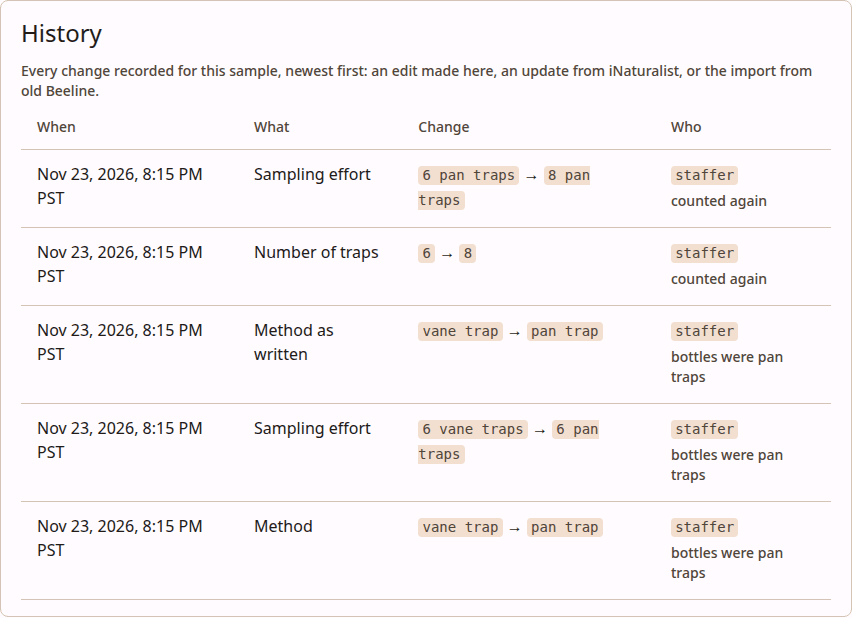 History
Every change recorded for this sample, newest first: an edit made here, an update from iNaturalist, or the import from
old Beeline.
When What Change Who
Nov 23, 2026, 8:15 PM Sampling effort 6 pan traps → 8 pan staffer
PST traps counted again
Nov 23, 2026, 8:15 PM Number of traps 6 → 8 staffer
PST counted again
Nov 23, 2026, 8:15 PM Method as vane trap → pan trap staffer
PST written bottles were pan
traps
Nov 23, 2026, 8:15 PM Sampling effort 6 vane traps → 6 pan staffer
PST traps bottles were pan
traps
Nov 23, 2026, 8:15 PM Method vane trap → pan trap staffer
PST bottles were pan
traps